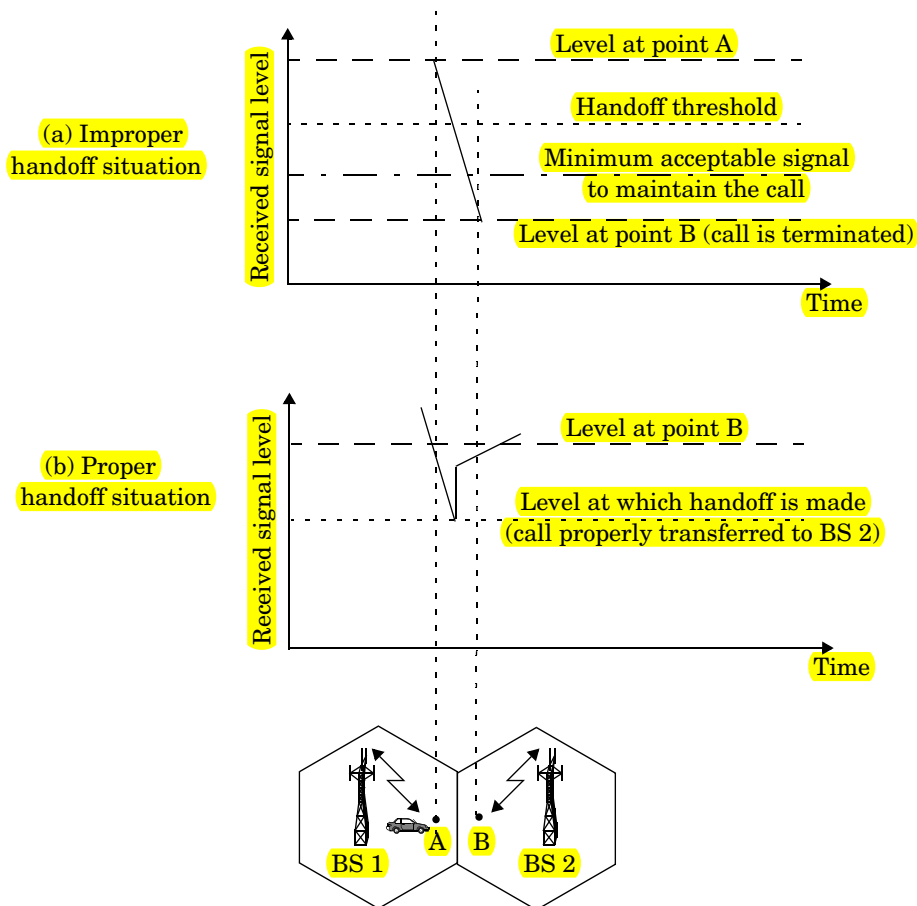 Level at point A
Received signal level
Handoff threshold
(a) Improper
handoff situation
Minimum acceptable signal
to maintain the call
Level at point B (call is terminated)
Time
Received signal level
Level at point B
(b) Proper
handoff situation
Level at which handoff is made
(call properly transferred to BS 2)
Time
A
B
BS 1
BS 2